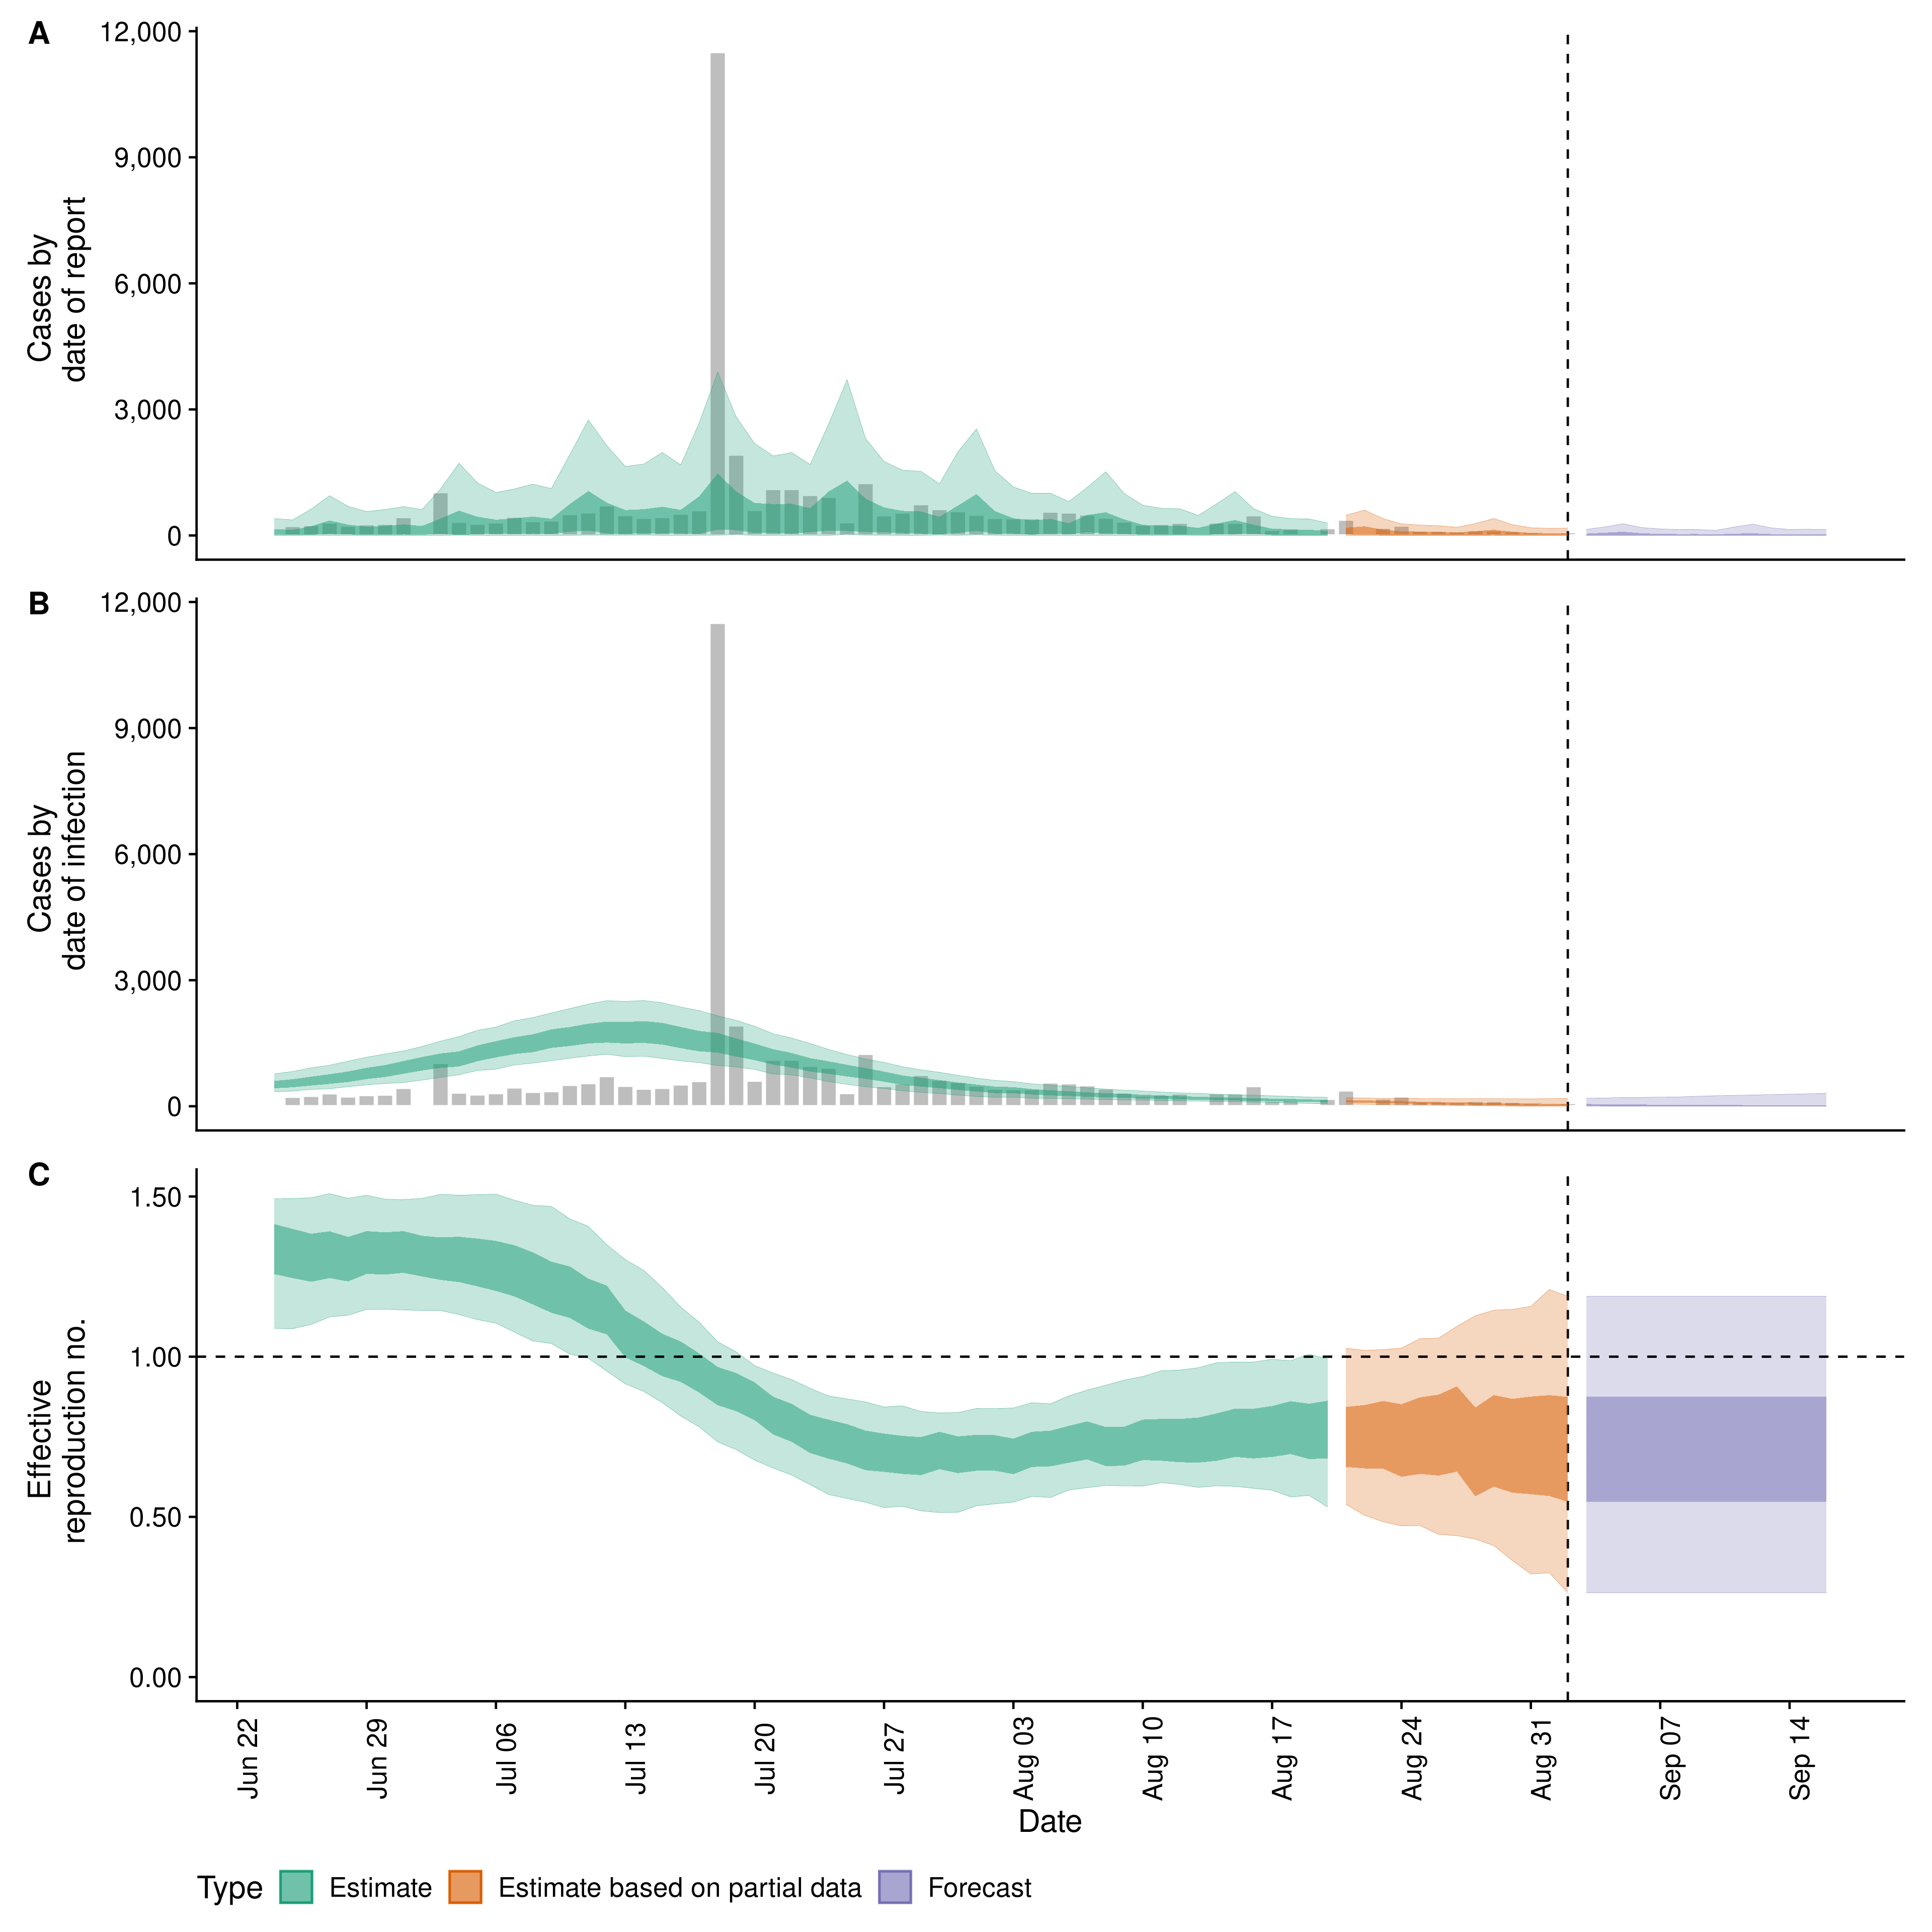 A
12,000
9,000
6,000
3,000
0
Cases by
date of report
B
12,000
9,000
6,000
3,000
0
Cases by
date of infection
C
1.50
1.00
0.50
0.00
Effective
reproduction no.
Jun 22
Jun 29
Jul 06
Jul 13
Jul 20
Jul 27
Aug 03
Aug 10
Aug 17
Aug 24
Aug 31
Sep 07
Sep 14
Date
Type Estimate Estimate based on partial data Forecast